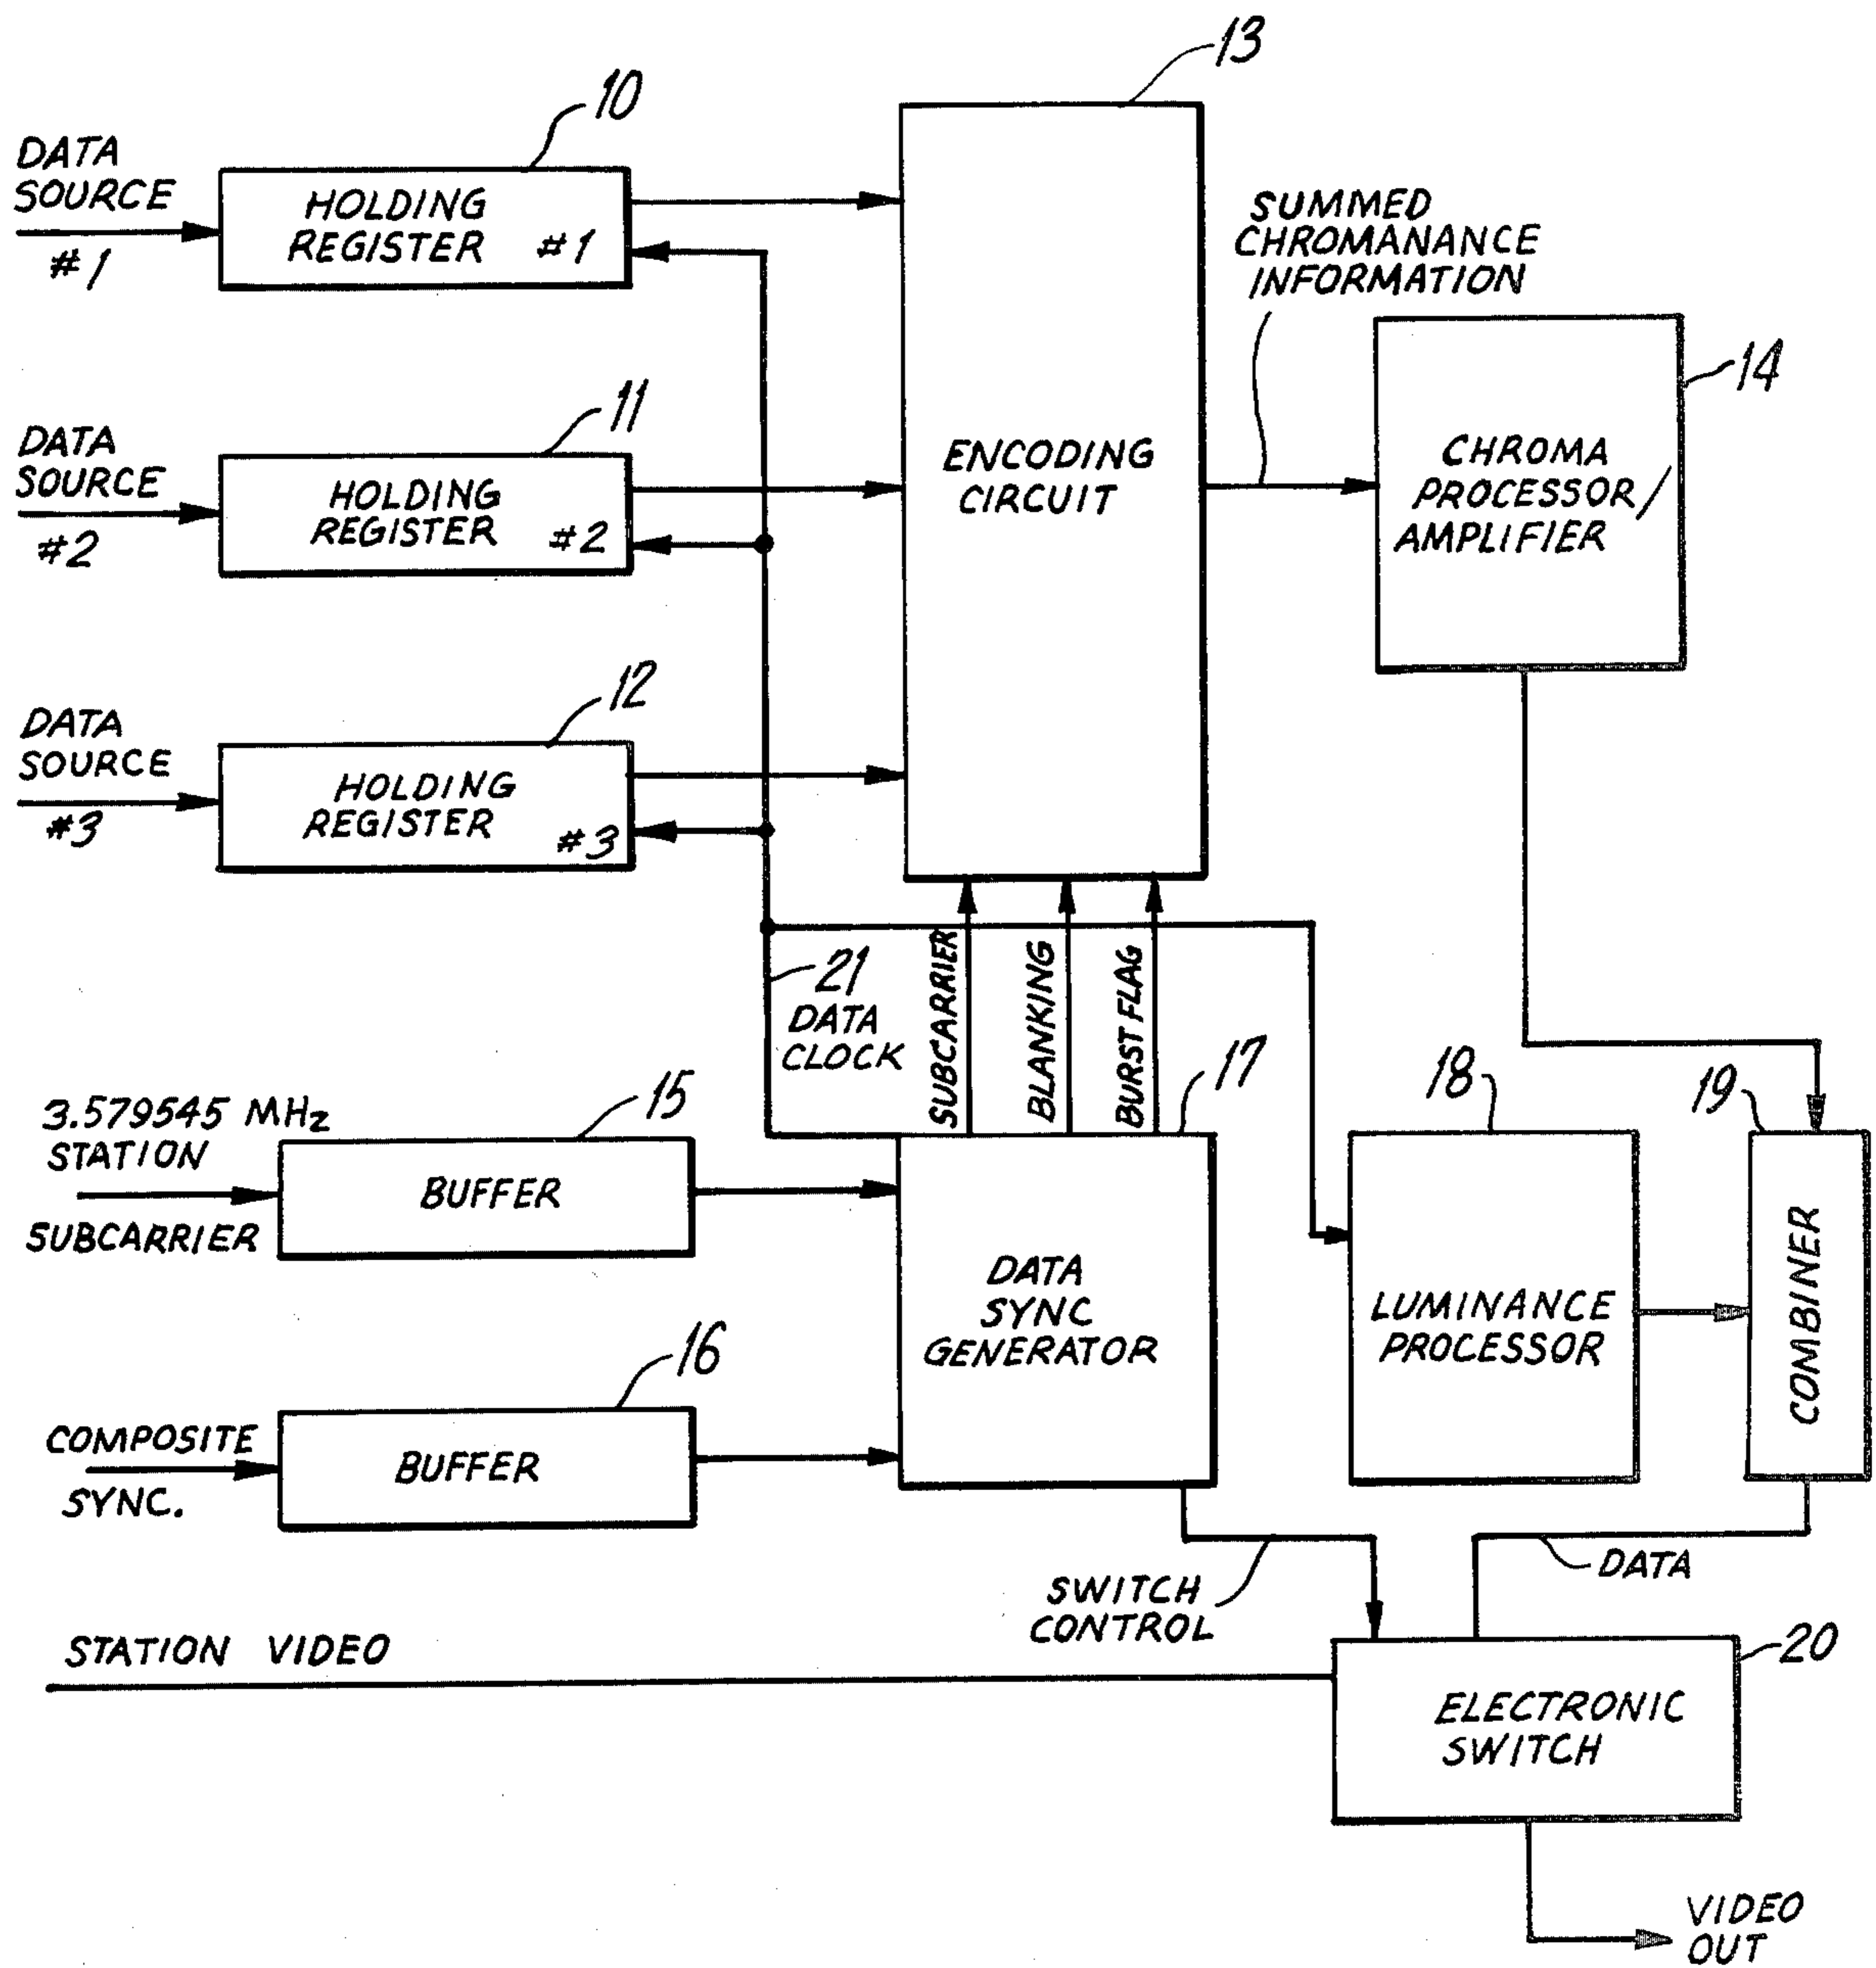 13
10
DATA
SOURCE
#1
HOLDING
REGISTER #1
SUMMED
CHROMANANCE
INFORMATION
14
11
DATA
SOURCE
#2
HOLDING
REGISTER #2
ENCODING
CIRCUIT
CHROMA
PROCESSOR/
AMPLIFIER
12
DATA
SOURCE
#3
HOLDING
REGISTER #3
21
DATA
CLOCK
SUBCARRIER
BLANKING
BURST FLAG
17
18
19
15
3.579545 MHz
STATION
SUBCARRIER
BUFFER
DATA
SYNC
GENERATOR
LUMINANCE
PROCESSOR
COMBINER
16
COMPOSITE
SYNC.
BUFFER
SWITCH
CONTROL
DATA
STATION VIDEO
20
ELECTRONIC
SWITCH
VIDEO
OUT